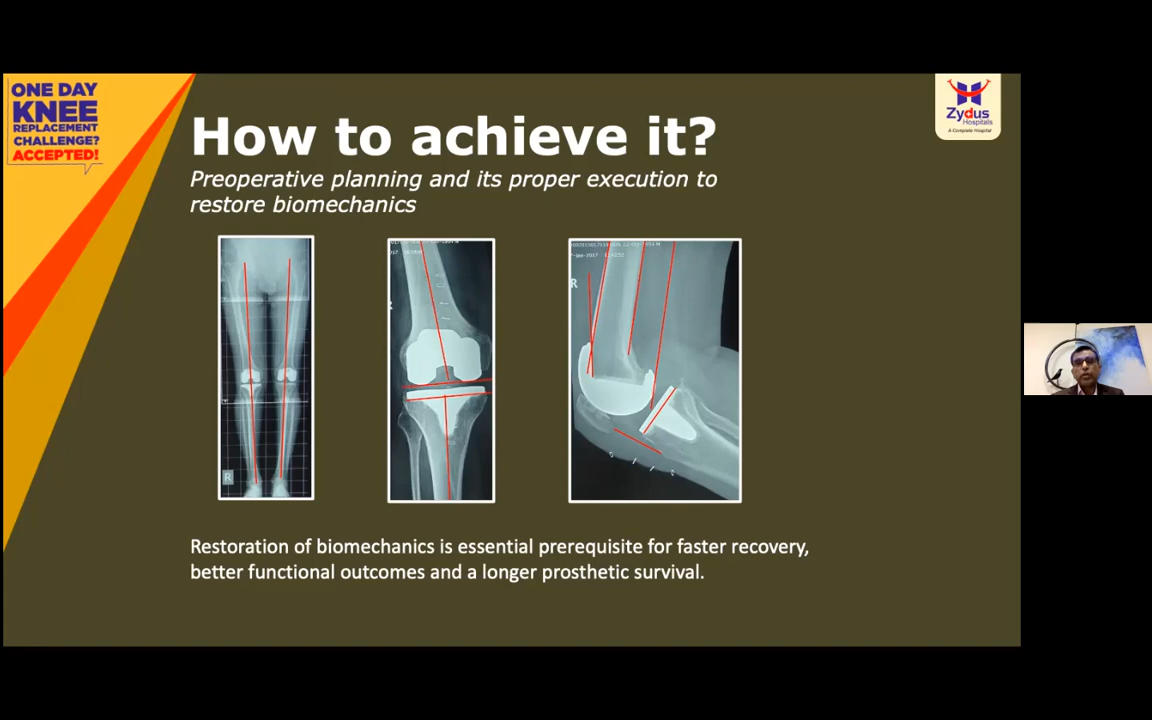 ONE DAY
KNEE
REPLACEMENT
CHALLENGE?
ACCEPTED!
Zydus
Hospitals
A Complete Hospital
How to achieve it?
Preoperative planning and its proper execution to
restore biomechanics
R
R
Restoration of biomechanics is essential prerequisite for faster recovery,
better functional outcomes and a longer prosthetic survival.